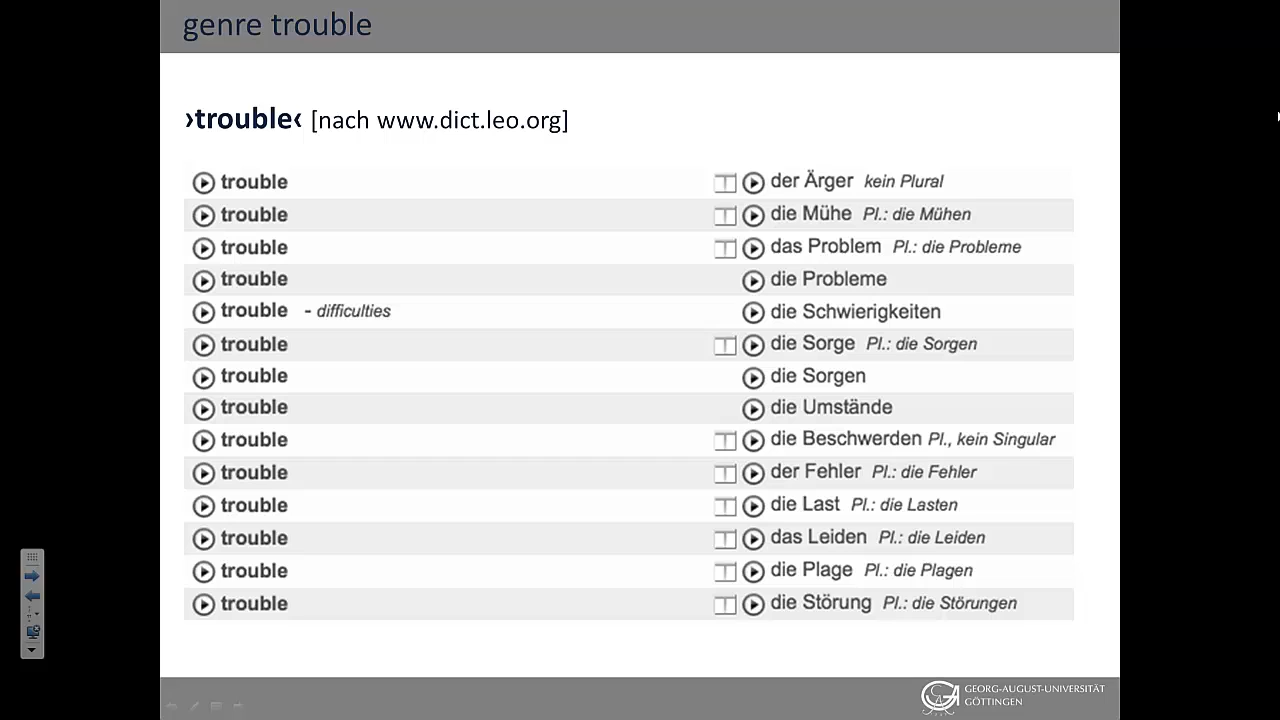 genre trouble
›trouble‹ [nach www.dict.leo.org]
trouble der Ärger kein Plural
trouble die Mühe Pl.: die Mühen
trouble das Problem Pl.: die Probleme
trouble die Probleme
trouble - difficulties die Schwierigkeiten
trouble die Sorge Pl.: die Sorgen
trouble die Sorgen
trouble die Umstände
trouble die Beschwerden Pl., kein Singular
trouble der Fehler Pl.: die Fehler
trouble die Last Pl.: die Lasten
trouble das Leiden Pl.: die Leiden
trouble die Plage Pl.: die Plagen
trouble die Störung Pl.: die Störungen
GEORG-AUGUST-UNIVERSITÄT
GÖTTINGEN